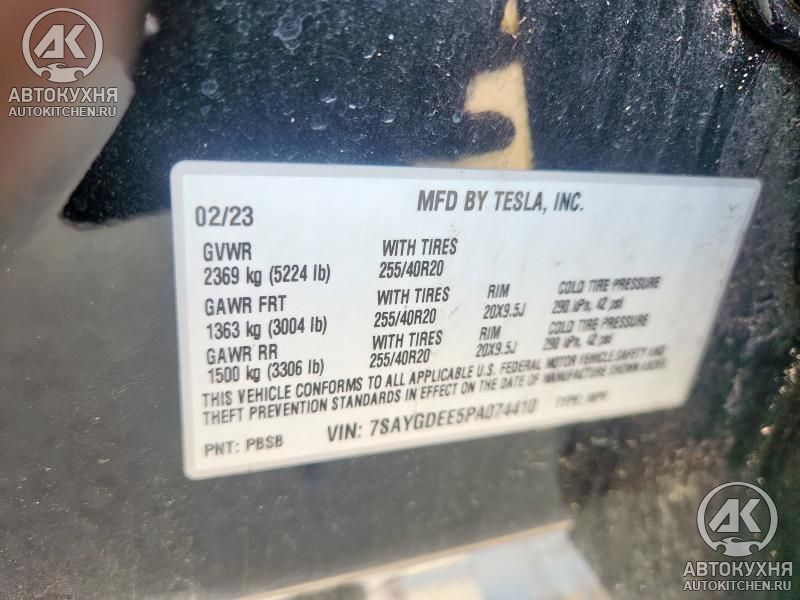 AK
АВТОКУХНЯ
AUTOKITCHEN.RU
02/23 MFD BY TESLA, INC.
GVWR WITH TIRES
2369 kg (5224 lb) 255/40R20
GAWR FRT WITH TIRES RIM COLD TIRE PRESSURE
1363 kg (3004 lb) 255/40R20 20X9.5J 290 kPa, 42 psi
GAWR RR WITH TIRES RIM COLD TIRE PRESSURE
1500 kg (3306 lb) 255/40R20 20X9.5J 290 kPa, 42 psi
THIS VEHICLE CONFORMS TO ALL APPLICABLE U.S. FEDERAL MOTOR VEHICLE SAFETY AND
THEFT PREVENTION STANDARDS IN EFFECT ON THE DATE OF MANUFACTURE SHOWN ABOVE.
PNT: PBSB VIN: 7SAYGDEE5PA074410 TYPE: MPV
AK
АВТОКУХНЯ
AUTOKITCHEN.RU